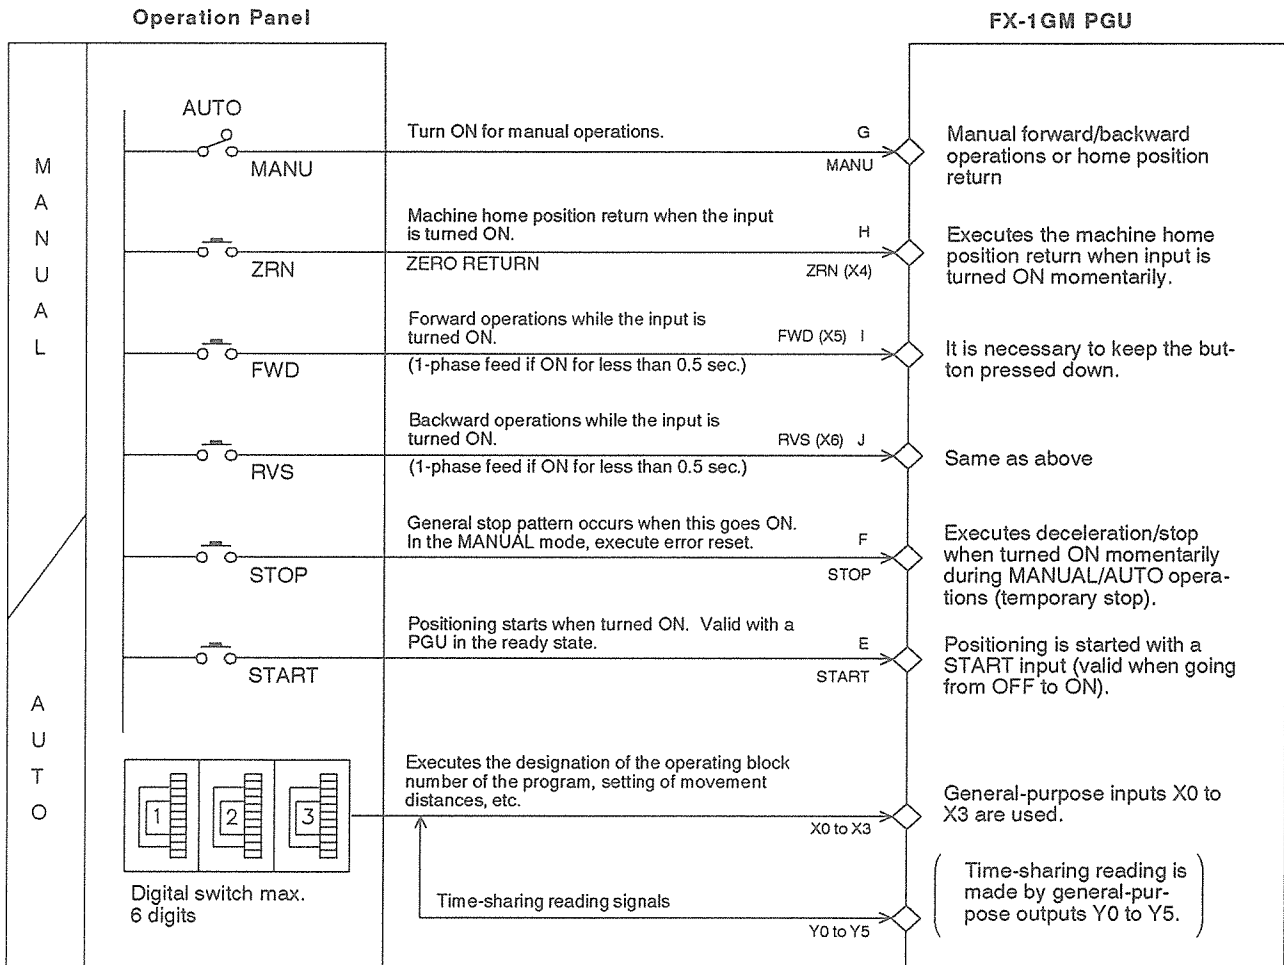 Operation Panel
FX-1GM PGU
MANUAL
AUTO
AUTO
MANU
Turn ON for manual operations.
G
MANU
Manual forward/backward
operations or home position
return
ZRN
Machine home position return when the input
is turned ON.
ZERO RETURN
H
ZRN (X4)
Executes the machine home
position return when input is
turned ON momentarily.
FWD
Forward operations while the input is
turned ON.
(1-phase feed if ON for less than 0.5 sec.)
FWD (X5) I
It is necessary to keep the but-
ton pressed down.
RVS
Backward operations while the input is
turned ON.
(1-phase feed if ON for less than 0.5 sec.)
RVS (X6) J
Same as above
STOP
General stop pattern occurs when this goes ON.
In the MANUAL mode, execute error reset.
F
STOP
Executes deceleration/stop
when turned ON momentarily
during MANUAL/AUTO opera-
tions (temporary stop).
START
Positioning starts when turned ON. Valid with a
PGU in the ready state.
E
START
Positioning is started with a
START input (valid when going
from OFF to ON).
1 2 3
Digital switch max.
6 digits
Executes the designation of the operating block
number of the program, setting of movement
distances, etc.
X0 to X3
General-purpose inputs X0 to
X3 are used.
Time-sharing reading signals
Y0 to Y5
Time-sharing reading is
made by general-pur-
pose outputs Y0 to Y5.